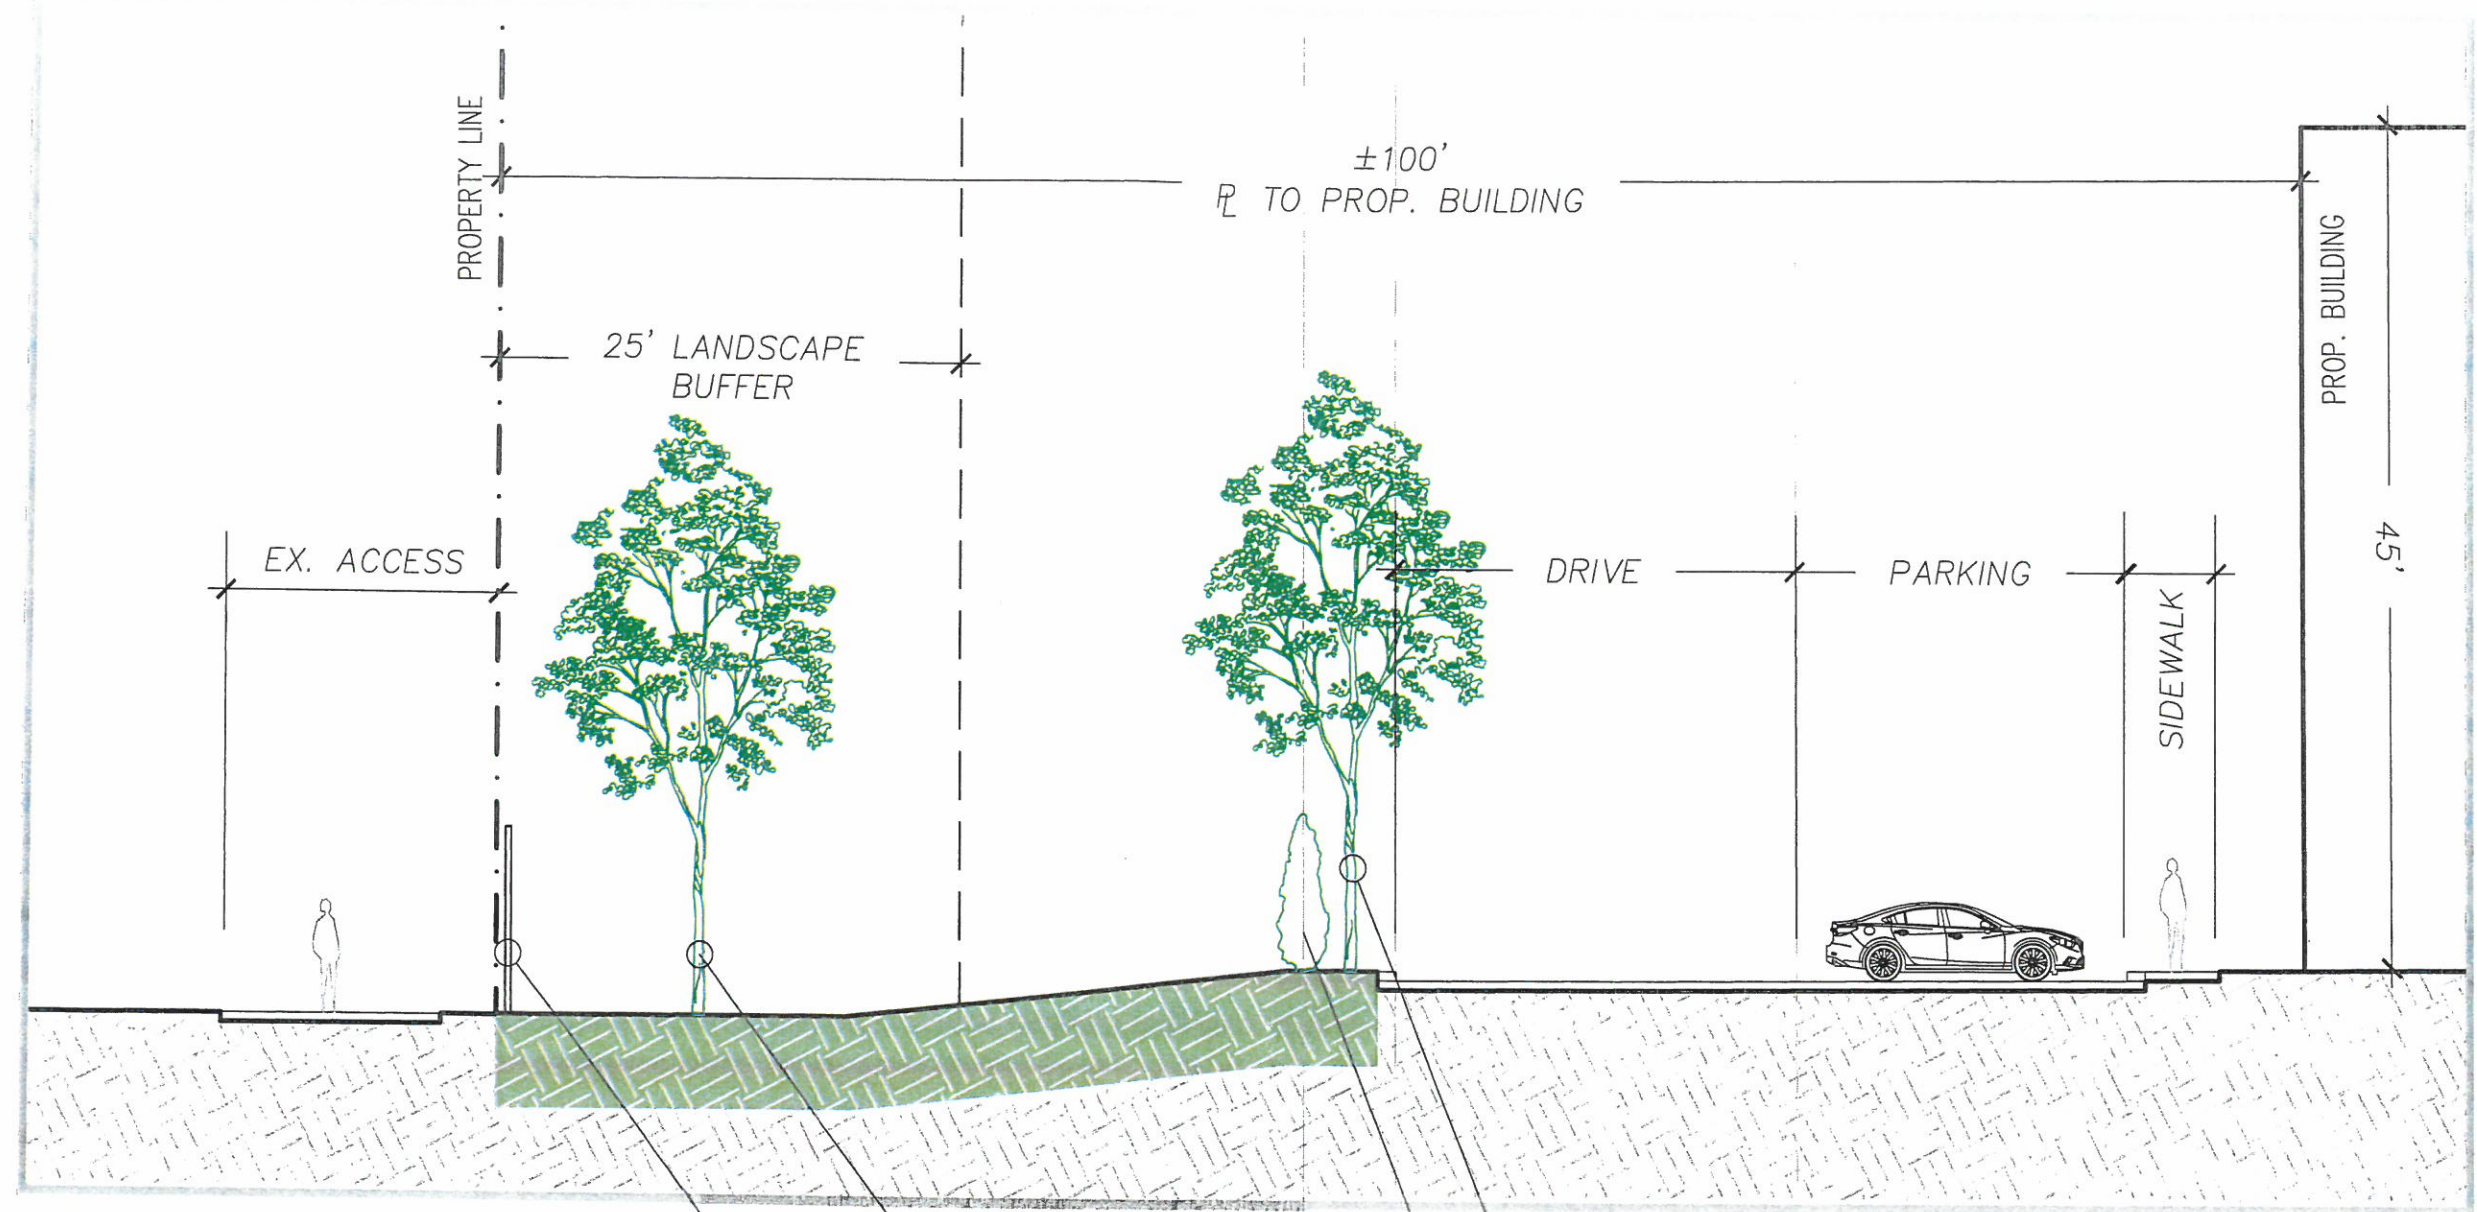 PROPERTY LINE
±100'
℄ TO PROP. BUILDING
PROP. BUILDING
25' LANDSCAPE
BUFFER
EX. ACCESS
DRIVE
PARKING
SIDEWALK
45'